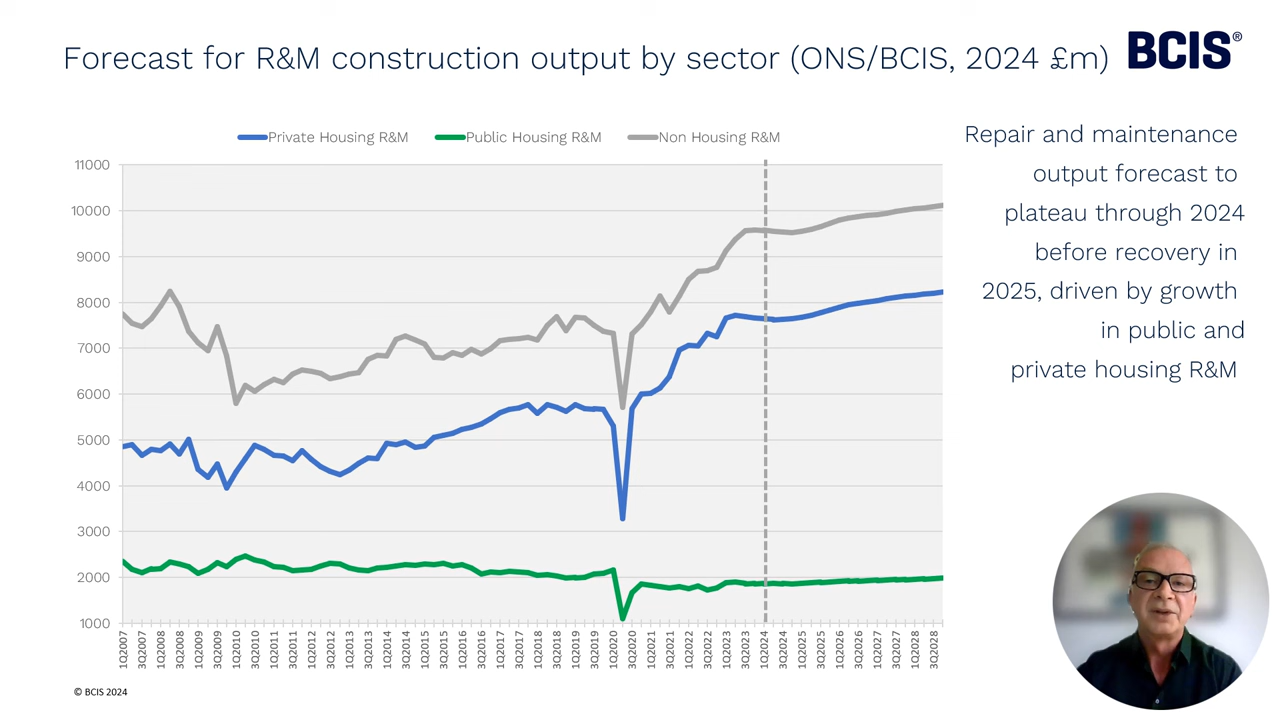 Forecast for R&M construction output by sector (ONS/BCIS, 2024 £m)
BCIS®
Private Housing R&M
Public Housing R&M
Non Housing R&M
Repair and maintenance
output forecast to
plateau through 2024
before recovery in
2025, driven by growth
in public and
private housing R&M
11000
10000
9000
8000
7000
6000
5000
4000
3000
2000
1000
1Q2007
3Q2007
1Q2008
3Q2008
1Q2009
3Q2009
1Q2010
3Q2010
1Q2011
3Q2011
1Q2012
3Q2012
1Q2013
3Q2013
1Q2014
3Q2014
1Q2015
3Q2015
1Q2016
3Q2016
1Q2017
3Q2017
1Q2018
3Q2018
1Q2019
3Q2019
1Q2020
3Q2020
1Q2021
3Q2021
1Q2022
3Q2022
1Q2023
3Q2023
1Q2024
3Q2024
1Q2025
3Q2025
1Q2026
3Q2026
1Q2027
3Q2027
1Q2028
3Q2028
© BCIS 2024